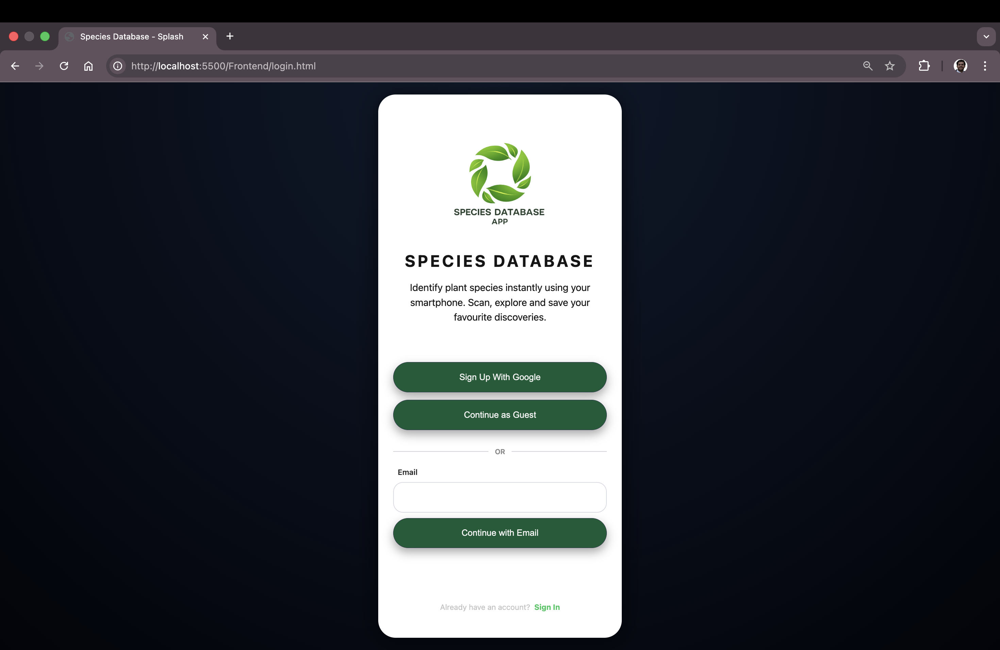 Species Database - Splash
http://localhost:5500/Frontend/login.html
SPECIES DATABASE
APP
SPECIES DATABASE
Identify plant species instantly using your
smartphone. Scan, explore and save your
favourite discoveries.
Sign Up With Google
Continue as Guest
OR
Email
Continue with Email
Already have an account? Sign In